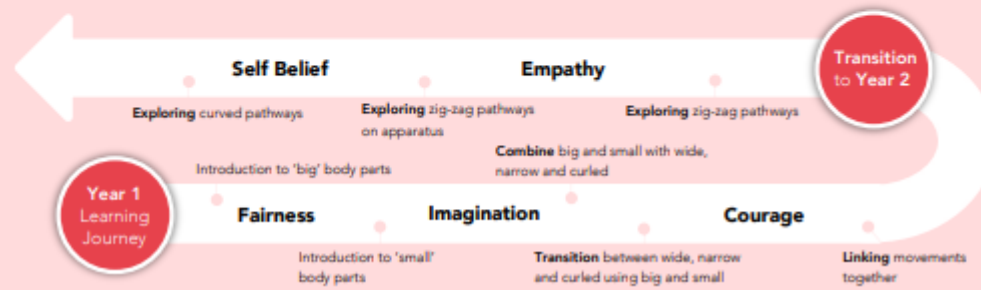 Self Belief
Empathy
Transition
to Year 2
Exploring curved pathways
Exploring zig-zag pathways
on apparatus
Exploring zig-zag pathways
Combine big and small with wide,
narrow and curled
Introduction to 'big' body parts
Year 1
Learning
Journey
Fairness
Imagination
Courage
Introduction to 'small'
body parts
Transition between wide, narrow
and curled using big and small
Linking movements
together